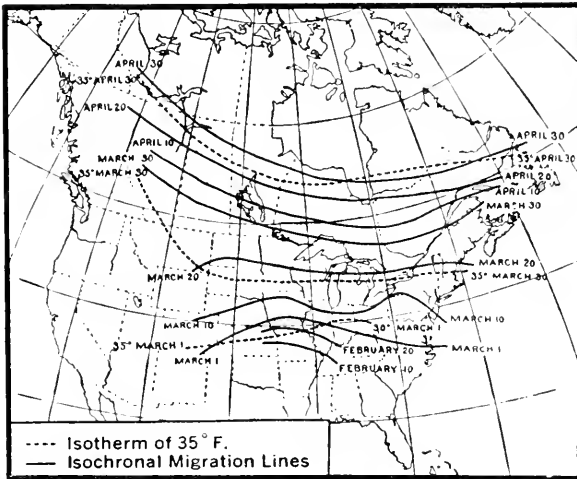 APRIL 30
35° APRIL 30
APRIL 20
APRIL 10
MARCH 30
35° MARCH 30
APRIL 30
35° APRIL 30
APRIL 20
APRIL 10
MARCH 30
MARCH 20
MARCH 20
35° MARCH 30
MARCH 10
30° MARCH 1
MARCH 10
35° MARCH 1
MARCH 1
FEBRUARY 20
MARCH 1
FEBRUARY 10
---- Isotherm of 35° F.
— Isochronal Migration Lines